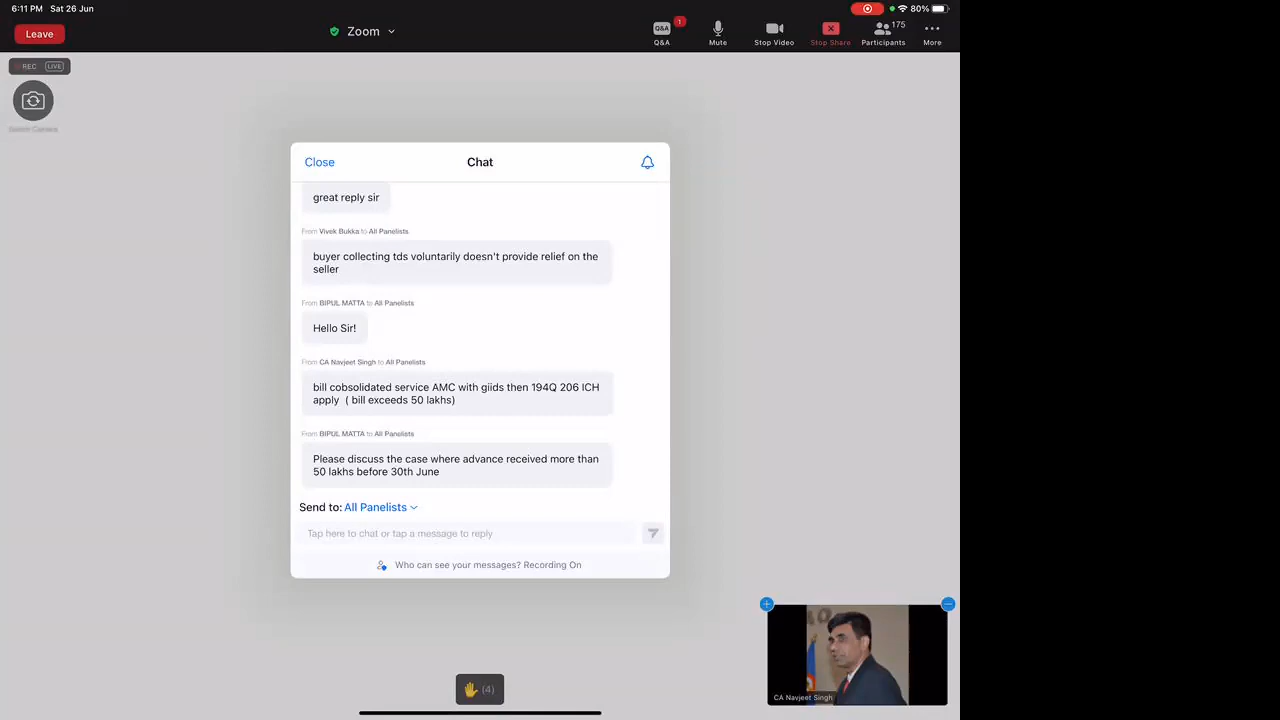 6:11 PM Sat 26 Jun
80%
Leave
Zoom
Q&A
1
Q&A
Mute
Stop Video
Stop Share
175
Participants
More
REC LIVE
Switch Camera
Close
Chat
great reply sir
From Vivek Bukka to All Panelists
buyer collecting tds voluntarily doesn't provide relief on the
seller
From BIPUL MATTA to All Panelists
Hello Sir!
From CA Navjeet Singh to All Panelists
bill cobsolidated service AMC with giids then 194Q 206 ICH
apply ( bill exceeds 50 lakhs)
From BIPUL MATTA to All Panelists
Please discuss the case where advance received more than
50 lakhs before 30th June
Send to: All Panelists
Tap here to chat or tap a message to reply
Who can see your messages? Recording On
CA Navjeet Singh
(4)